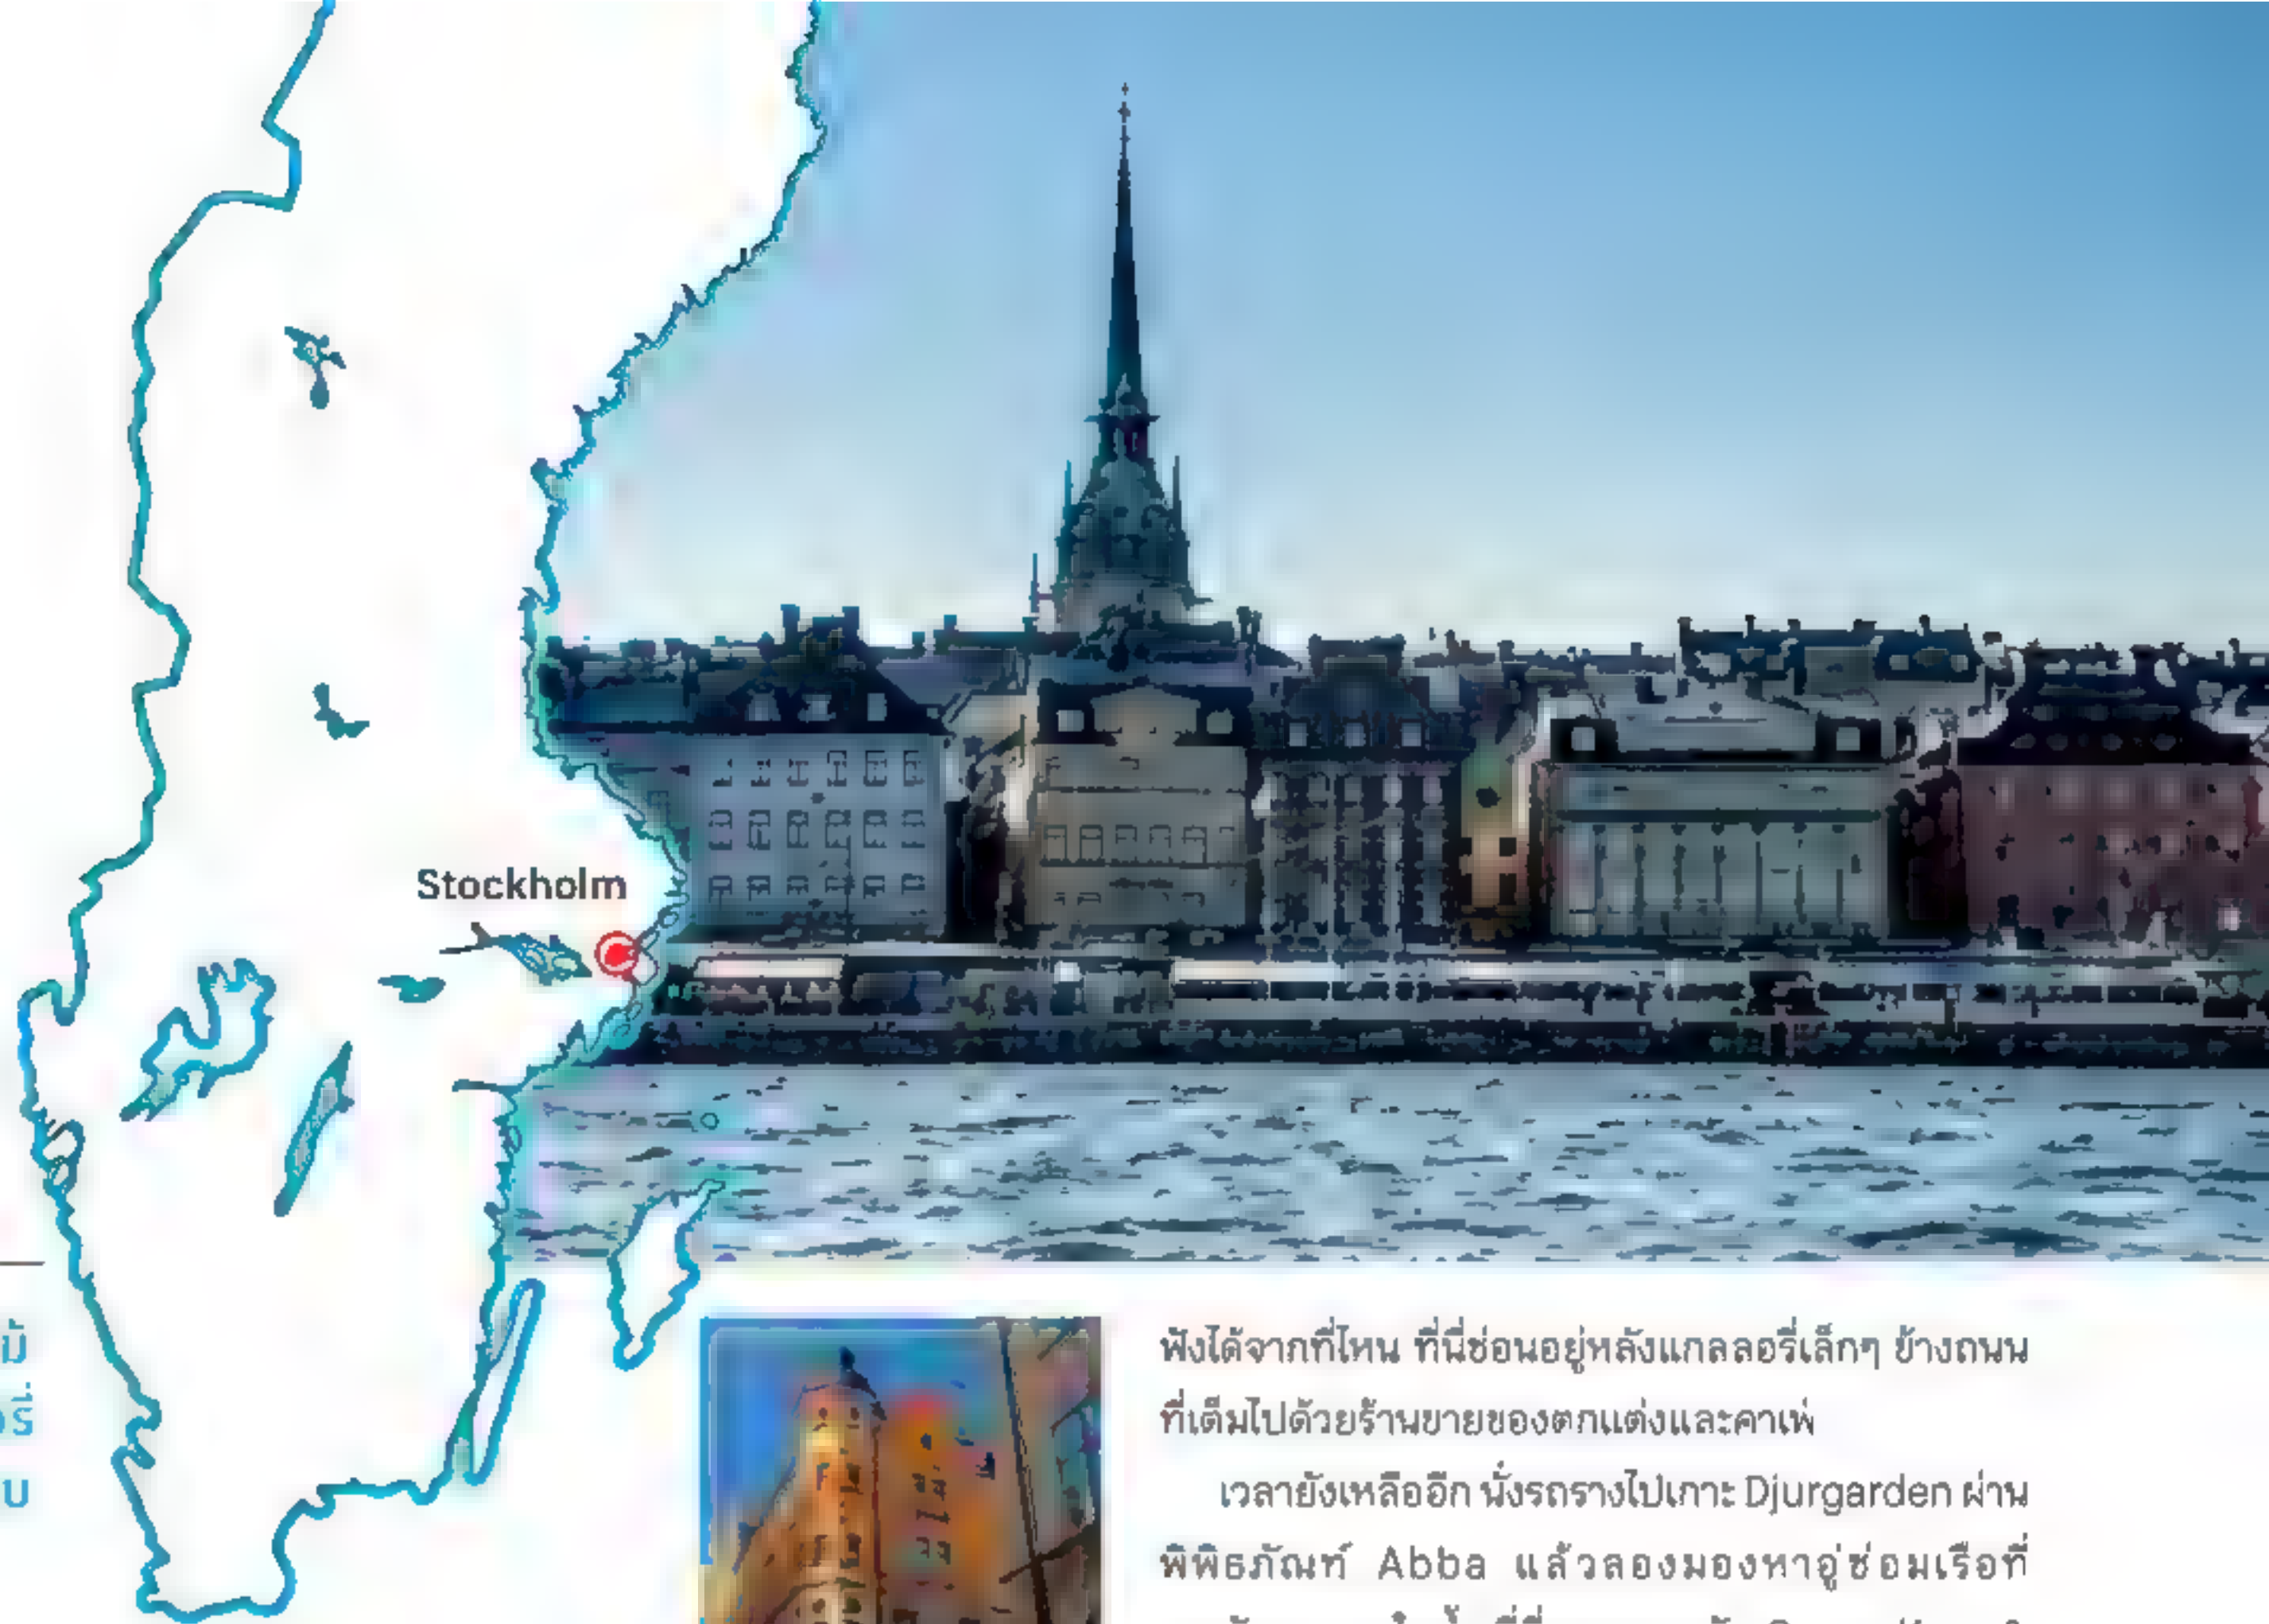 Stockholm
ฟังได้จากที่ไหน ที่นี่ซ่อนอยู่หลังแกลลอรี่เล็กๆ ข้างถนน
ที่เต็มไปด้วยร้านขายของตกแต่งและคาเฟ่
เวลายังเหลืออีก นั่งรถรางไปเกาะ Djurgarden ผ่าน
พิพิธภัณฑ์ Abba แล้วลองมองหาอู่ซ่อมเรือที่